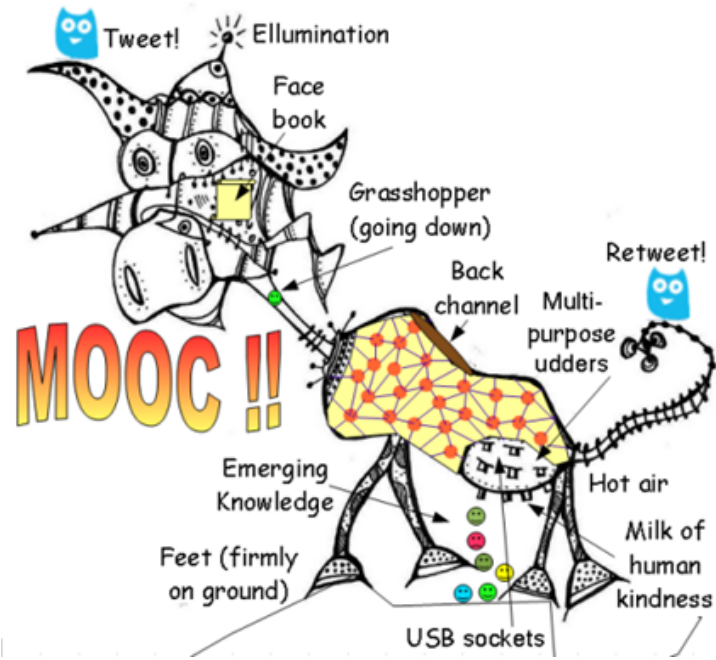 Tweet!
Ellumination
Face
book
Grasshopper
(going down)
Retweet!
Back
channel
Multi-
purpose
udders
MOOC !!
Emerging
Knowledge
Hot air
Feet (firmly
on ground)
Milk of
human
kindness
USB sockets